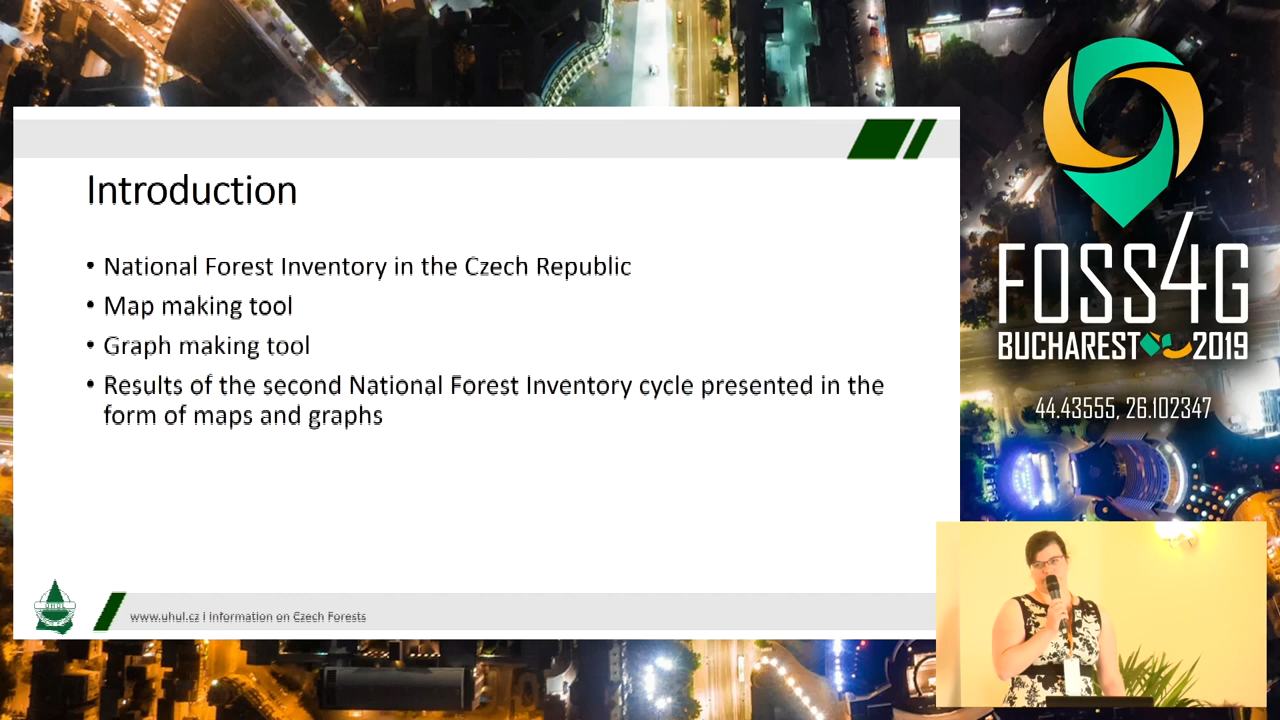 Introduction
• National Forest Inventory in the Czech Republic
• Map making tool
• Graph making tool
• Results of the second National Forest Inventory cycle presented in the
form of maps and graphs
UHUL
www.uhul.cz I Information on Czech Forests
FOSS4G
BUCHAREST 2019
44.43555, 26.102347